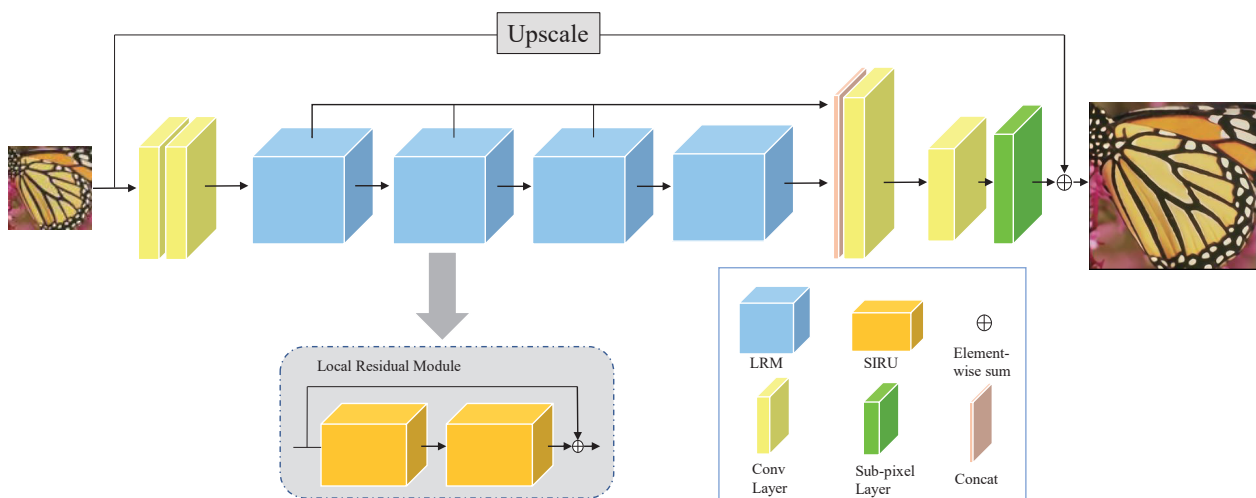 Upscale
Local Residual Module
LRM
SIRU
Element-
wise sum
Conv
Layer
Sub-pixel
Layer
Concat